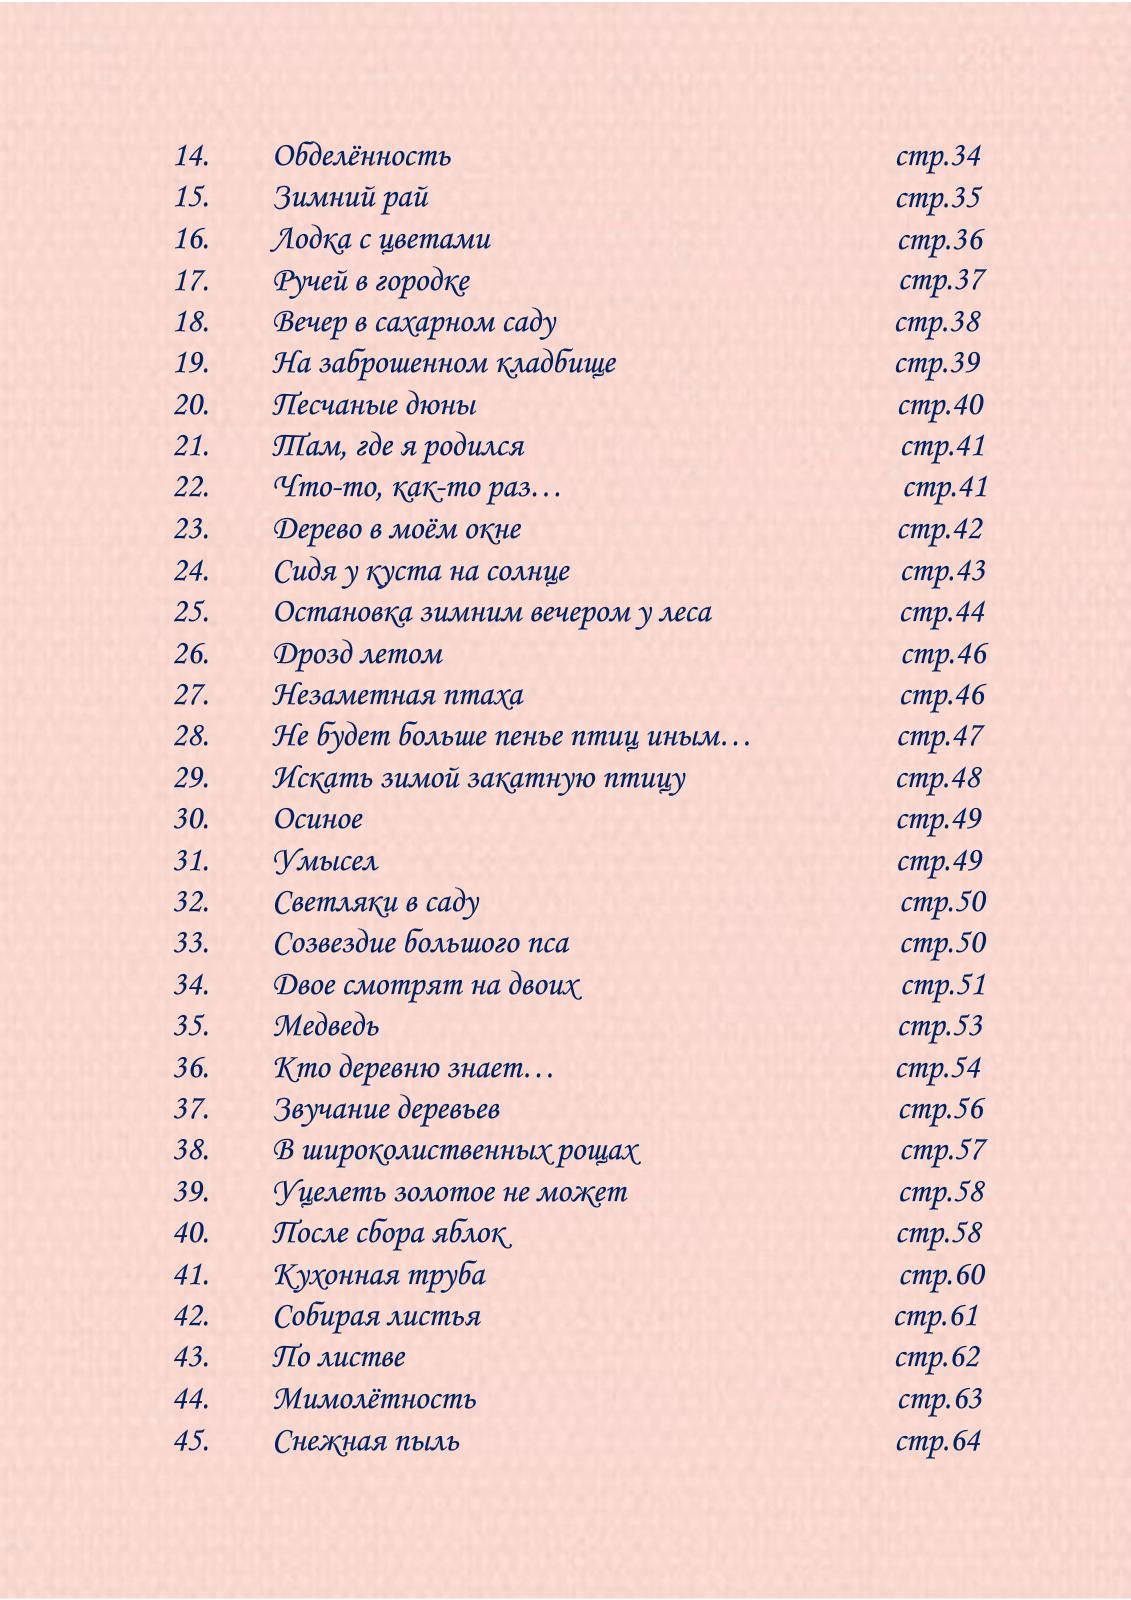 14. Обделённость стр.34
15. Зимний рай стр.35
16. Лодка с цветами стр.36
17. Ручей в городке стр.37
18. Вечер в сахарном саду стр.38
19. На заброшенном кладбище стр.39
20. Песчаные дюны стр.40
21. Там, где я родился стр.41
22. Что-то, как-то раз… стр.41
23. Дерево в моём окне стр.42
24. Сидя у куста на солнце стр.43
25. Остановка зимним вечером у леса стр.44
26. Дрозд летом стр.46
27. Незаметная птаха стр.46
28. Не будет больше пенье птиц иным… стр.47
29. Искать зимой закатную птицу стр.48
30. Осиное стр.49
31. Умысел стр.49
32. Светляки в саду стр.50
33. Созвездие большого пса стр.50
34. Двое смотрят на двоих стр.51
35. Медведь стр.53
36. Кто деревню знает… стр.54
37. Звучание деревьев стр.56
38. В широколиственных рощах стр.57
39. Уцелеть золотое не может стр.58
40. После сбора яблок стр.58
41. Кухонная труба стр.60
42. Собирая листья стр.61
43. По листве стр.62
44. Мимолётность стр.63
45. Снежная пыль стр.64